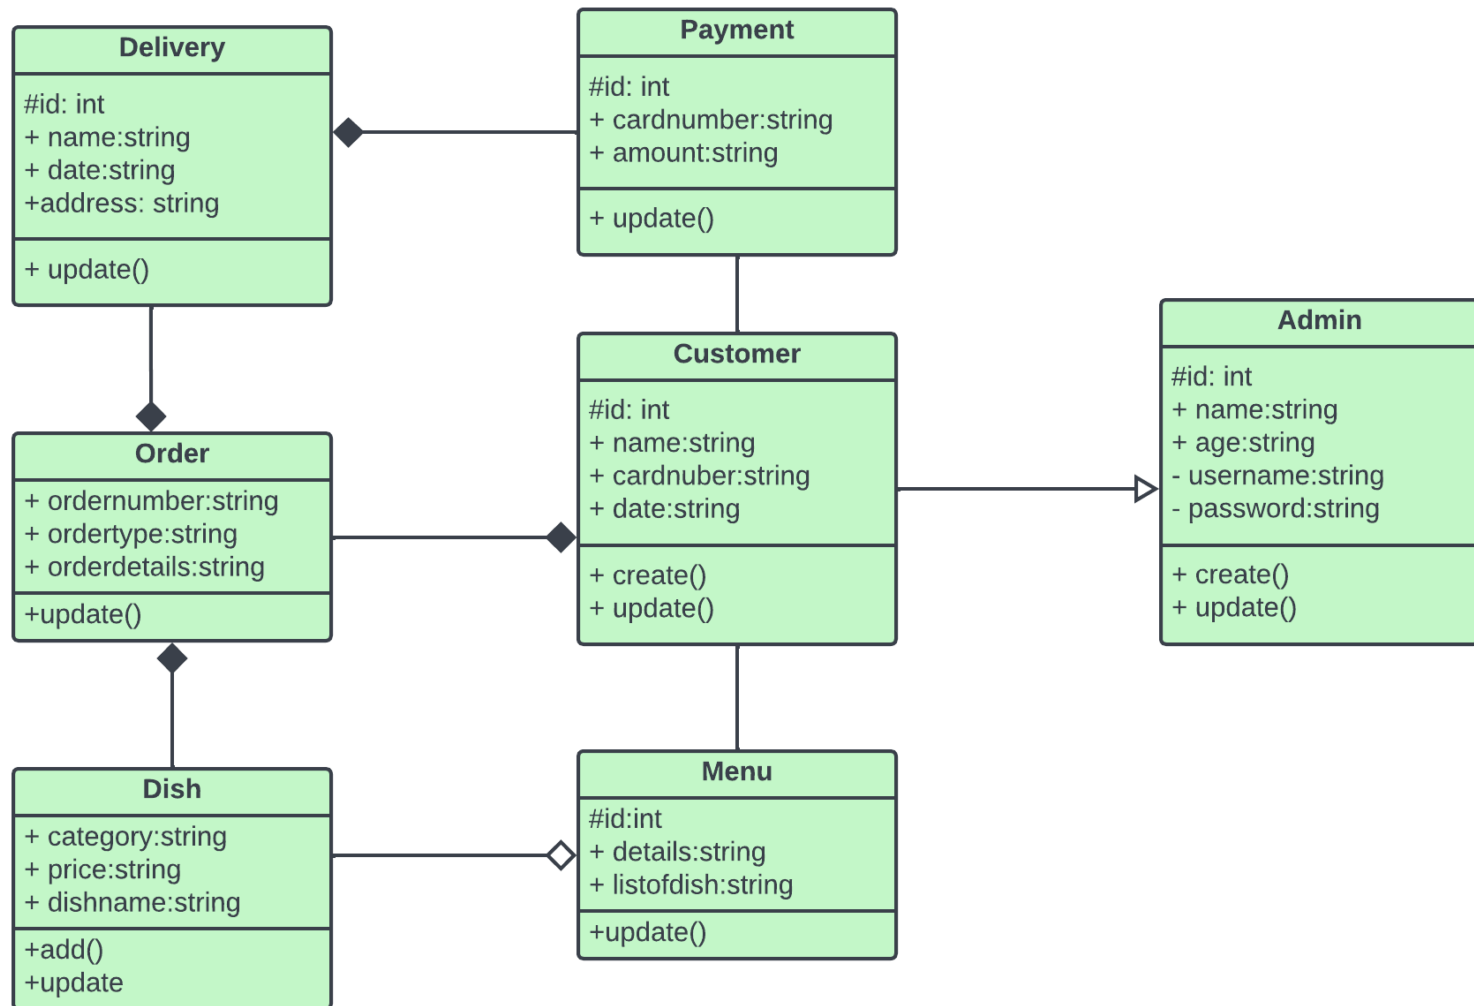 Delivery
#id: int
+ name:string
+ date:string
+address: string
+ update()
Payment
#id: int
+ cardnumber:string
+ amount:string
+ update()
Customer
#id: int
+ name:string
+ cardnuber:string
+ date:string
+ create()
+ update()
Admin
#id: int
+ name:string
+ age:string
- username:string
- password:string
+ create()
+ update()
Order
+ ordernumber:string
+ ordertype:string
+ orderdetails:string
+update()
Dish
+ category:string
+ price:string
+ dishname:string
+add()
+update
Menu
#id:int
+ details:string
+ listofdish:string
+update()